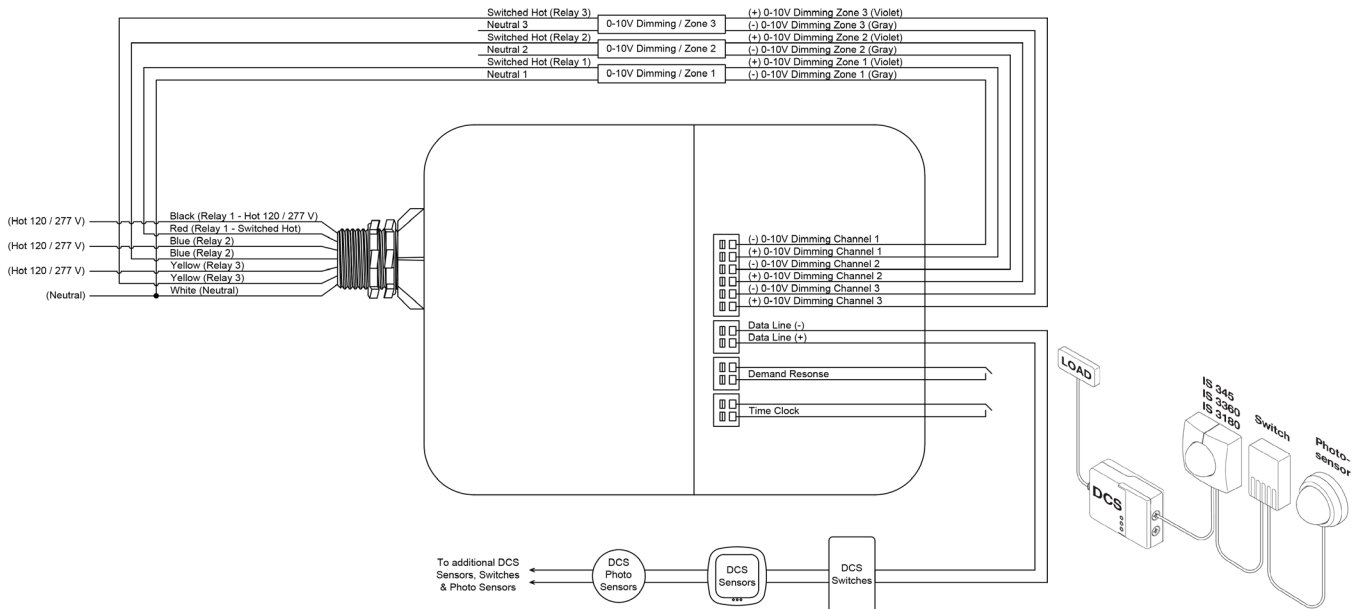 Switched Hot (Relay 3)
0-10V Dimming / Zone 3
(+) 0-10V Dimming Zone 3 (Violet)
Neutral 3
(-) 0-10V Dimming Zone 3 (Gray)
Switched Hot (Relay 2)
0-10V Dimming / Zone 2
(+) 0-10V Dimming Zone 2 (Violet)
Neutral 2
(-) 0-10V Dimming Zone 2 (Gray)
Switched Hot (Relay 1)
0-10V Dimming / Zone 1
(+) 0-10V Dimming Zone 1 (Violet)
Neutral 1
(-) 0-10V Dimming Zone 1 (Gray)
(Hot 120 / 277 V)
Black (Relay 1 - Hot 120 / 277 V)
Red (Relay 1 - Switched Hot)
(Hot 120 / 277 V)
Blue (Relay 2)
Blue (Relay 2)
(Hot 120 / 277 V)
Yellow (Relay 3)
Yellow (Relay 3)
(Neutral)
White (Neutral)
(-) 0-10V Dimming Channel 1
(+) 0-10V Dimming Channel 1
(-) 0-10V Dimming Channel 2
(+) 0-10V Dimming Channel 2
(-) 0-10V Dimming Channel 3
(+) 0-10V Dimming Channel 3
Data Line (-)
Data Line (+)
Demand Resonse
Time Clock
LOAD
DCS
IS 345
IS 3360
IS 3180
Switch
Photo-
sensor
To additional DCS
Sensors, Switches
& Photo Sensors
DCS
Photo
Sensors
DCS
Sensors
DCS
Switches